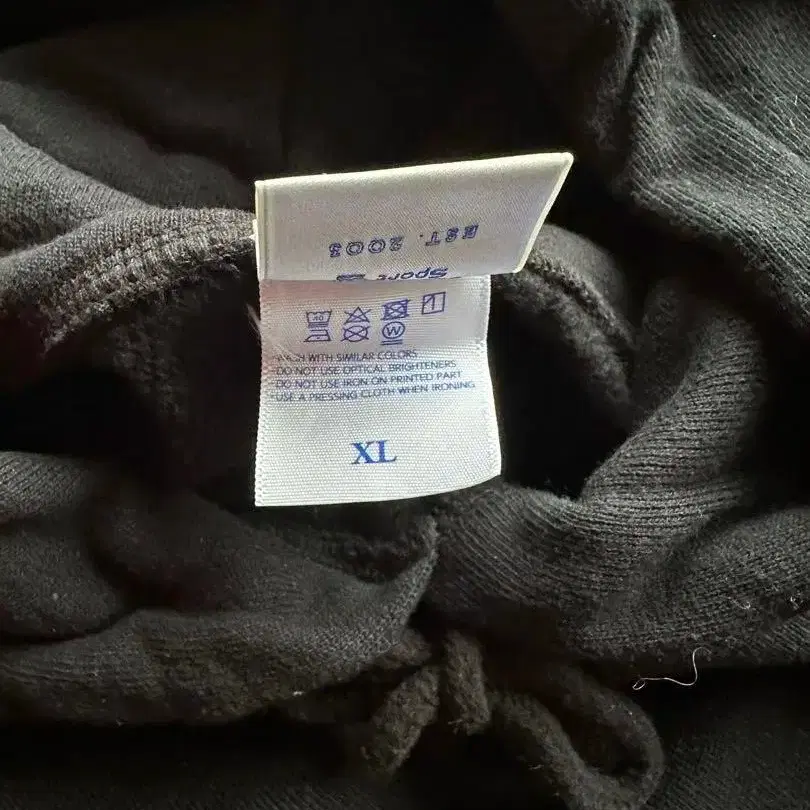 EST. 2003
Sport
40
W
WASH WITH SIMILAR COLORS
DO NOT USE OPTICAL BRIGHTENERS
DO NOT USE IRON ON PRINTED PART
USE A PRESSING CLOTH WHEN IRONING
XL